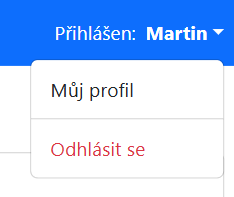 Přihlášen: Martin
Můj profil
Odhlásit se